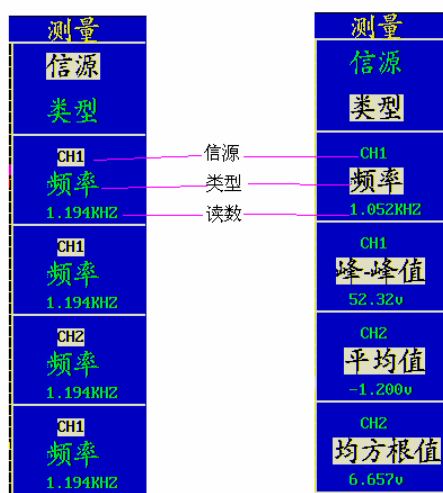 测量
信源
类型
CH1
频率
1.194KHZ
CH1
频率
1.194KHZ
CH2
频率
1.194KHZ
CH1
频率
1.194KHZ
信源
类型
读数
测量
信源
类型
CH1
频率
1.052KHZ
CH1
峰-峰值
52.32v
CH2
平均值
-1.200v
CH2
均方根值
6.657v